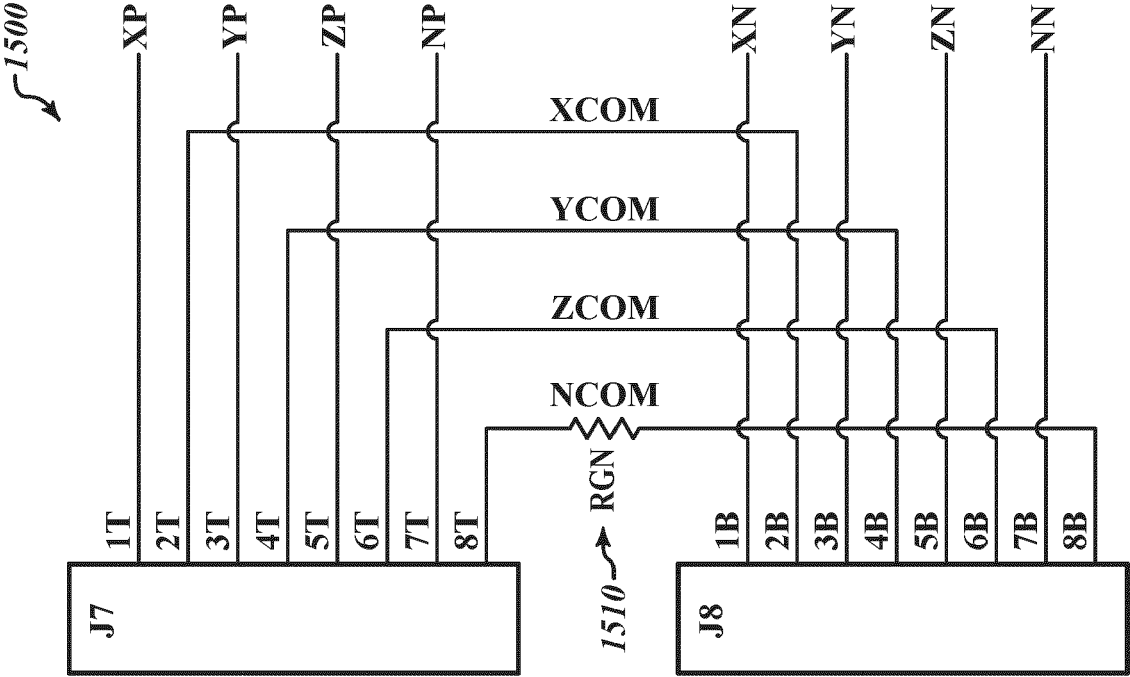 1500
XP
YP
ZP
NP
XN
YN
ZN
NN
XCOM
YCOM
ZCOM
NCOM
RGN
1510
1T
2T
3T
4T
5T
6T
7T
8T
1B
2B
3B
4B
5B
6B
7B
8B
J7
J8